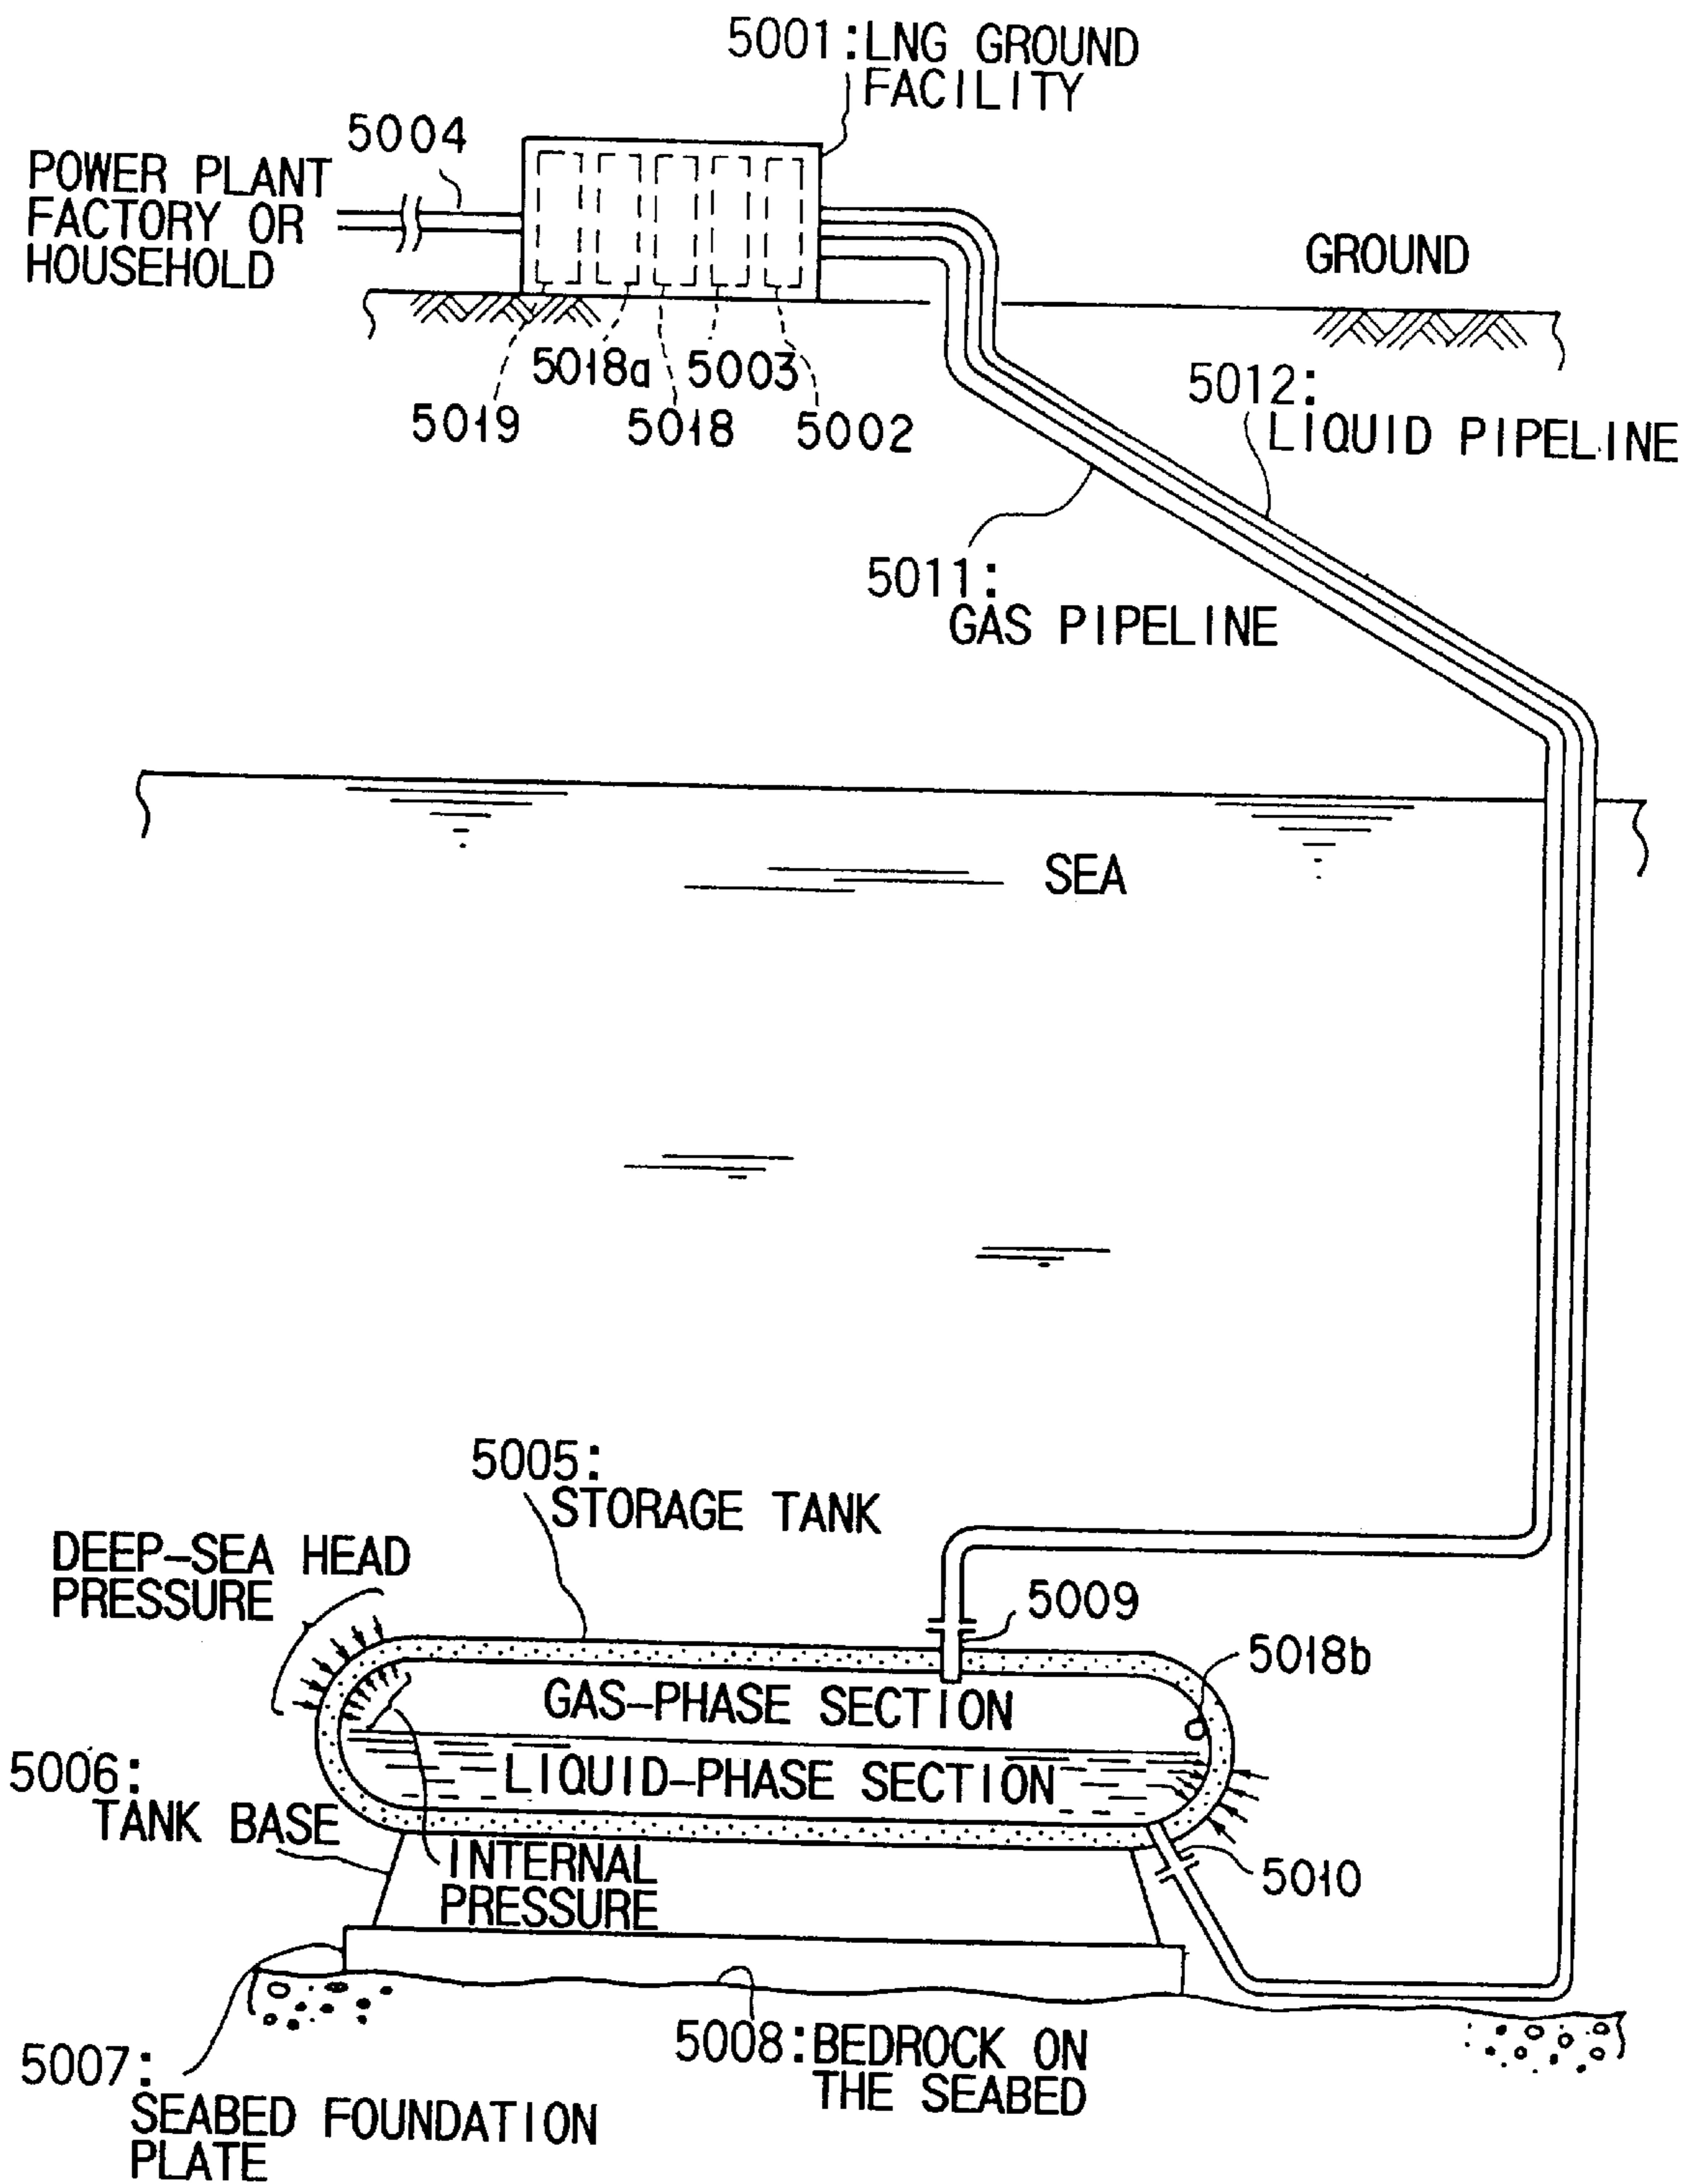 5001:LNG GROUND
FACILITY
5004
POWER PLANT
FACTORY OR
HOUSEHOLD
GROUND
5018a 5003
5019 5018 5002
5012:
LIQUID PIPELINE
5011:
GAS PIPELINE
SEA
5005:
STORAGE TANK
DEEP-SEA HEAD
PRESSURE
5009
5018b
GAS-PHASE SECTION
LIQUID-PHASE SECTION
5006:
TANK BASE
INTERNAL
PRESSURE
5010
5007:
SEABED FOUNDATION
PLATE
5008:BEDROCK ON
THE SEABED